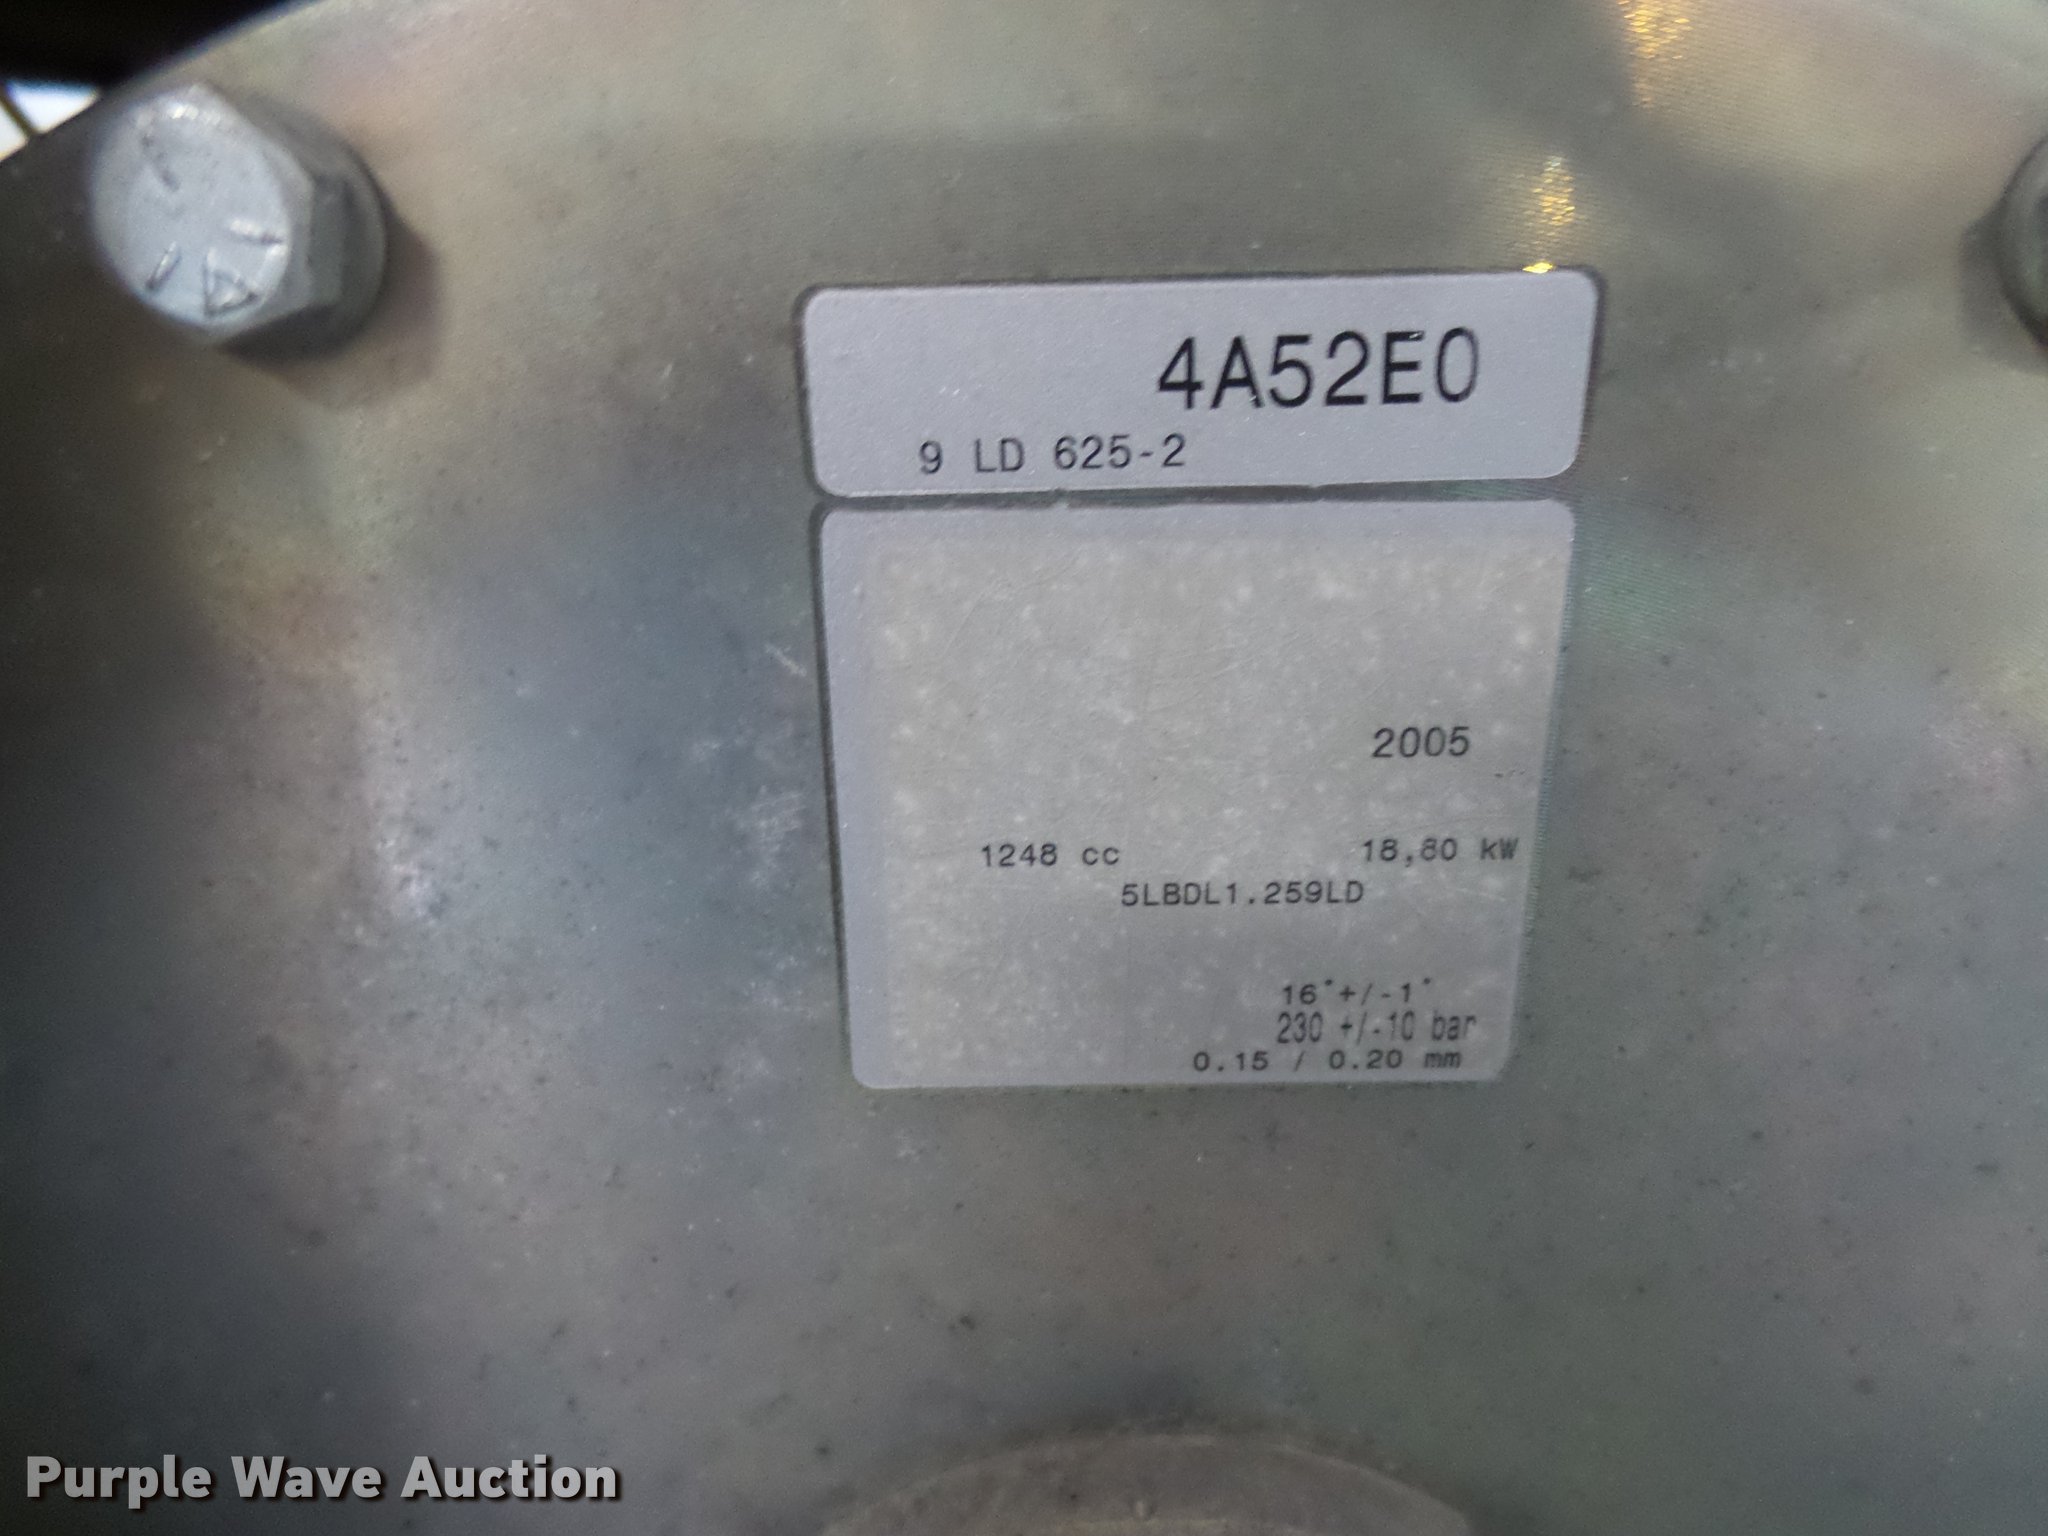 4A52E0
9 LD 625-2
2005
1248 cc 18,80 kW
5LBDL1.259LD
16°+/-1°
230 +/-10 bar
0.15 / 0.20 mm
Purple Wave Auction